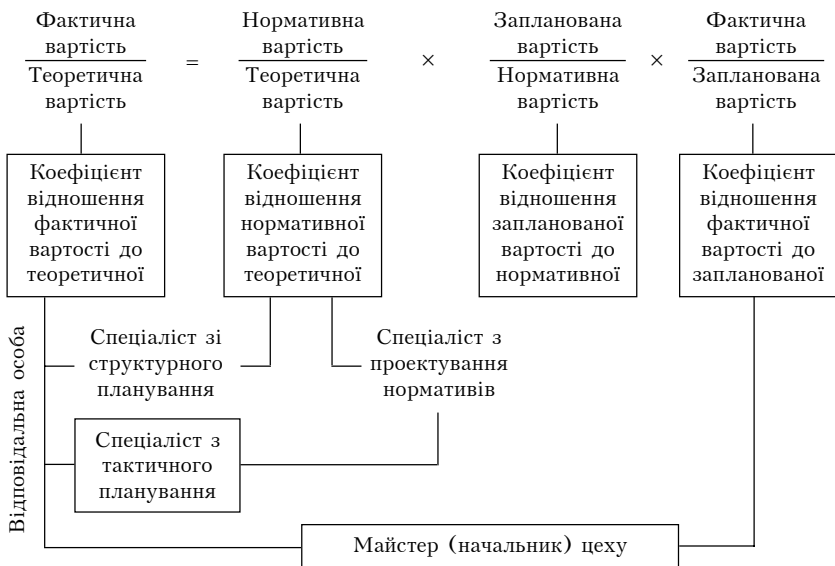 Фактична
вартість
Теоретична
вартість
=
Нормативна
вартість
Теоретична
вартість
×
Запланована
вартість
Нормативна
вартість
×
Фактична
вартість
Запланована
вартість
Коефіцієнт
відношення
фактичної
вартості до
теоретичної
Коефіцієнт
відношення
нормативної
вартості до
теоретичної
Коефіцієнт
відношення
запланованої
вартості до
нормативної
Коефіцієнт
відношення
фактичної
вартості до
запланованої
Відповідальна особа
Спеціаліст зі
структурного
планування
Спеціаліст з
проектування
нормативів
Спеціаліст з
тактичного
планування
Майстер (начальник) цеху